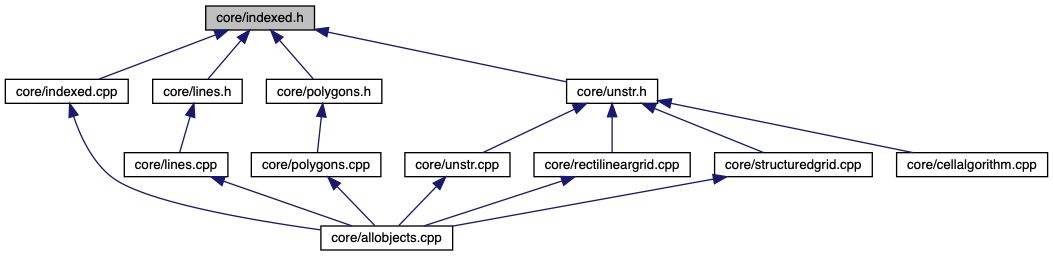 core/indexed.h
core/indexed.cpp
core/lines.h
core/polygons.h
core/unstr.h
core/lines.cpp
core/polygons.cpp
core/unstr.cpp
core/rectilineargrid.cpp
core/structuredgrid.cpp
core/cellalgorithm.cpp
core/allobjects.cpp